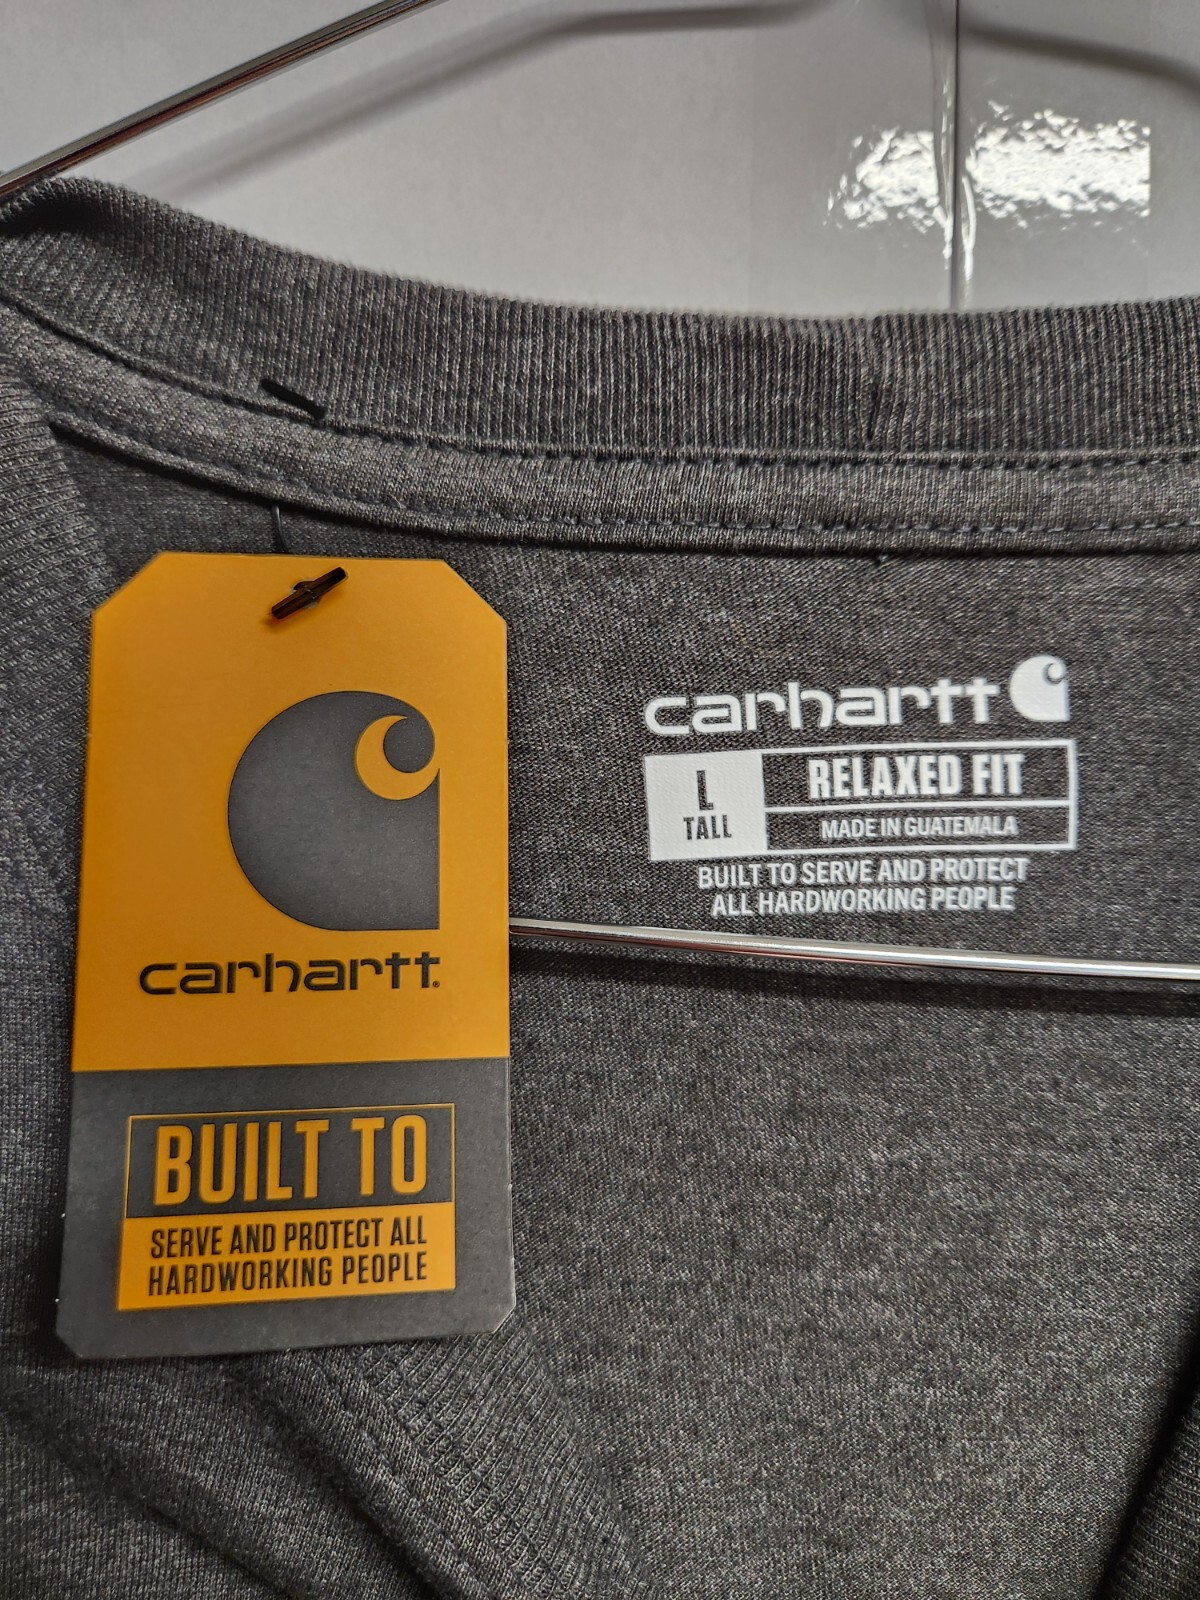 carhartt
BUILT TO
SERVE AND PROTECT ALL
HARDWORKING PEOPLE
carhartt
L
TALL
RELAXED FIT
MADE IN GUATEMALA
BUILT TO SERVE AND PROTECT
ALL HARDWORKING PEOPLE